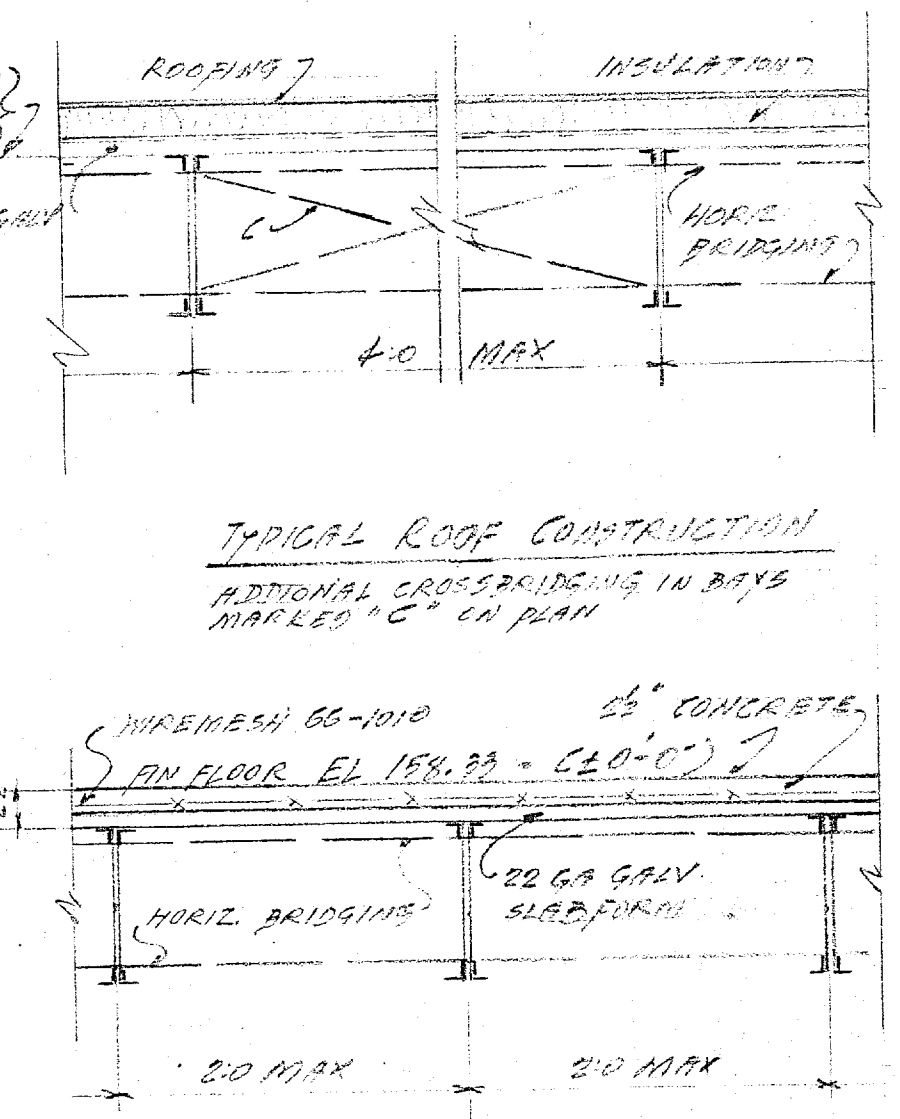 ROOFING
INSULATION
GALV
C
HORIZ
BRIDGING
4:0 MAX
TYPICAL ROOF CONSTRUCTION
ADITONAL CROSSBRIDGING IN BAYS
MARKED "C" ON PLAN
WIREMESH 66-1010
2½" CONCRETE
FIN FLOOR EL 158.33 - (±0'-0")
22 GA GALV.
SLABFORM
HORIZ. BRIDGING
2:0 MAX
2:0 MAX